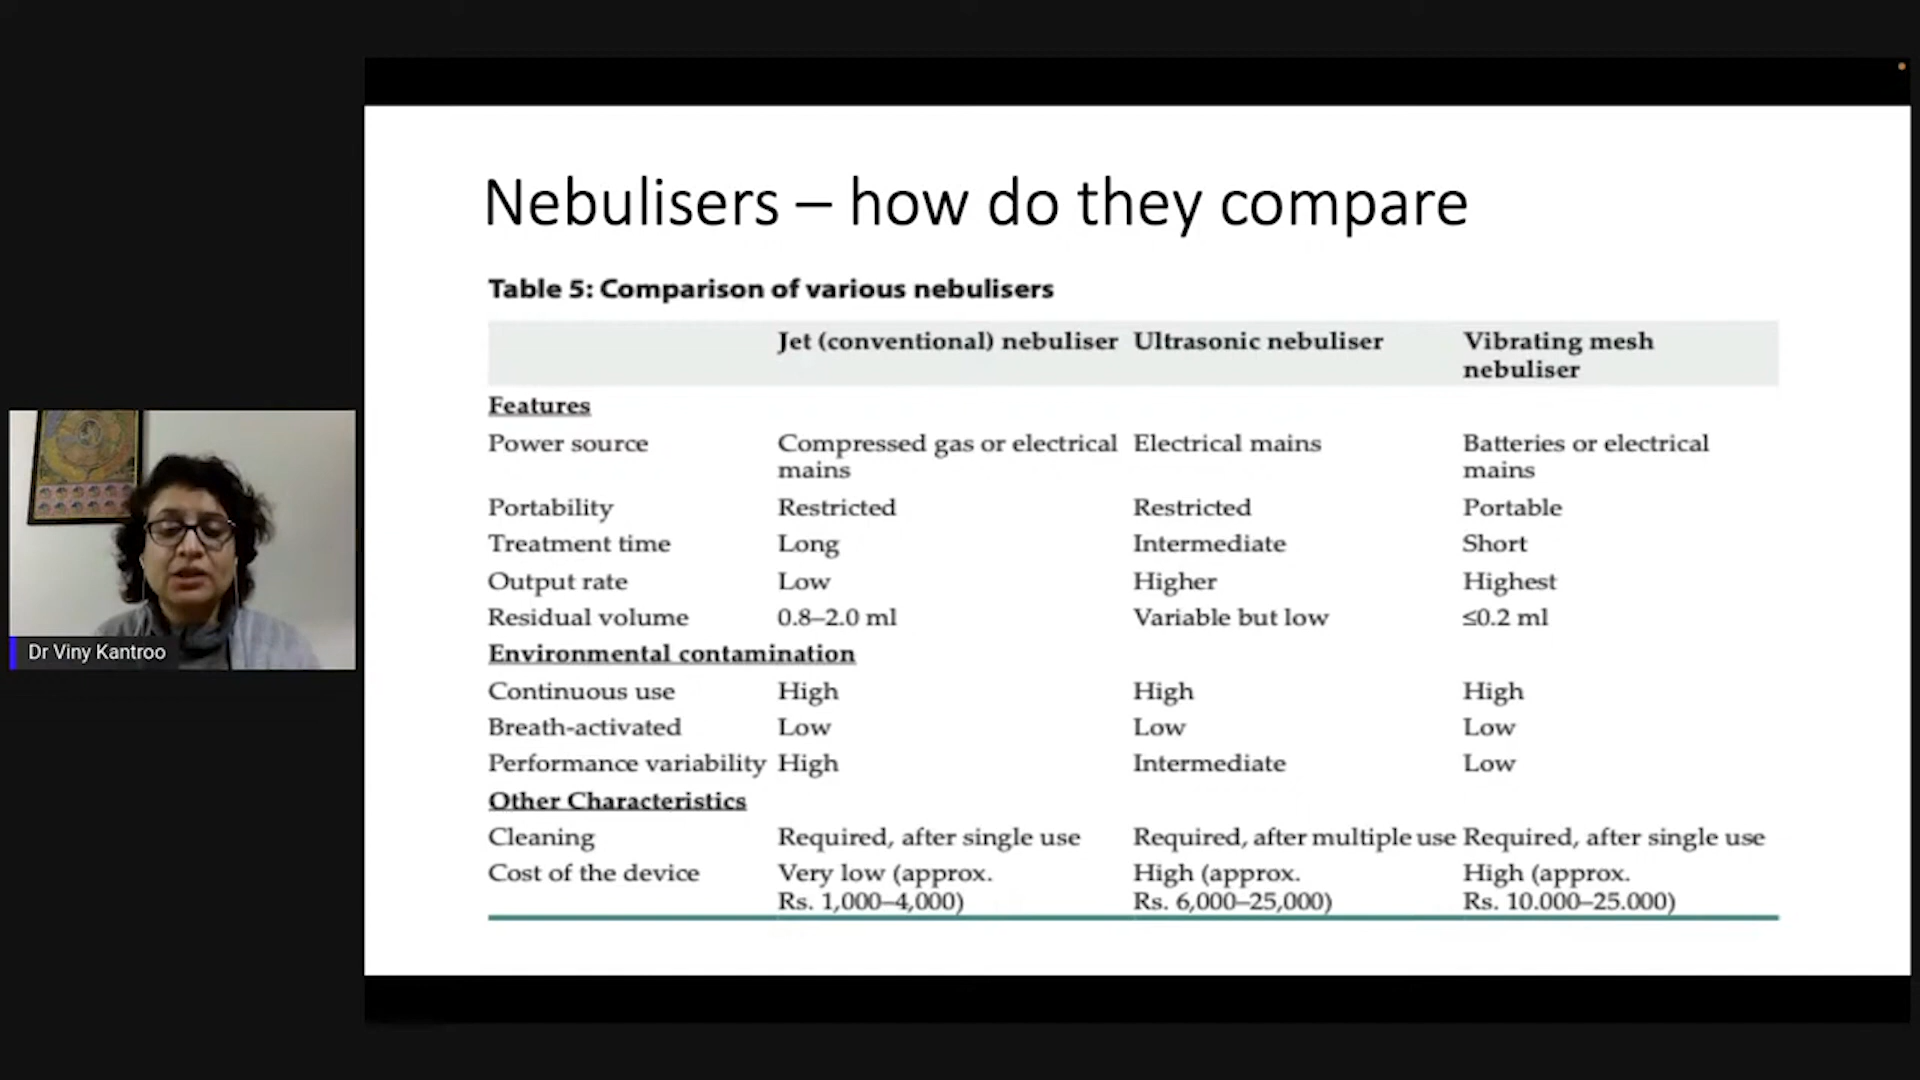 Nebulisers – how do they compare
Table 5: Comparison of various nebulisers
Jet (conventional) nebuliser Ultrasonic nebuliser Vibrating mesh
nebuliser
Features
Power source Compressed gas or electrical Electrical mains Batteries or electrical
mains mains
Portability Restricted Restricted Portable
Treatment time Long Intermediate Short
Output rate Low Higher Highest
Residual volume 0.8–2.0 ml Variable but low ≤0.2 ml
Environmental contamination
Continuous use High High High
Breath-activated Low Low Low
Performance variability High Intermediate Low
Other Characteristics
Cleaning Required, after single use Required, after multiple use Required, after single use
Cost of the device Very low (approx. High (approx. High (approx.
Rs. 1,000–4,000) Rs. 6,000–25,000) Rs. 10.000–25.000)
Dr Viny Kantroo